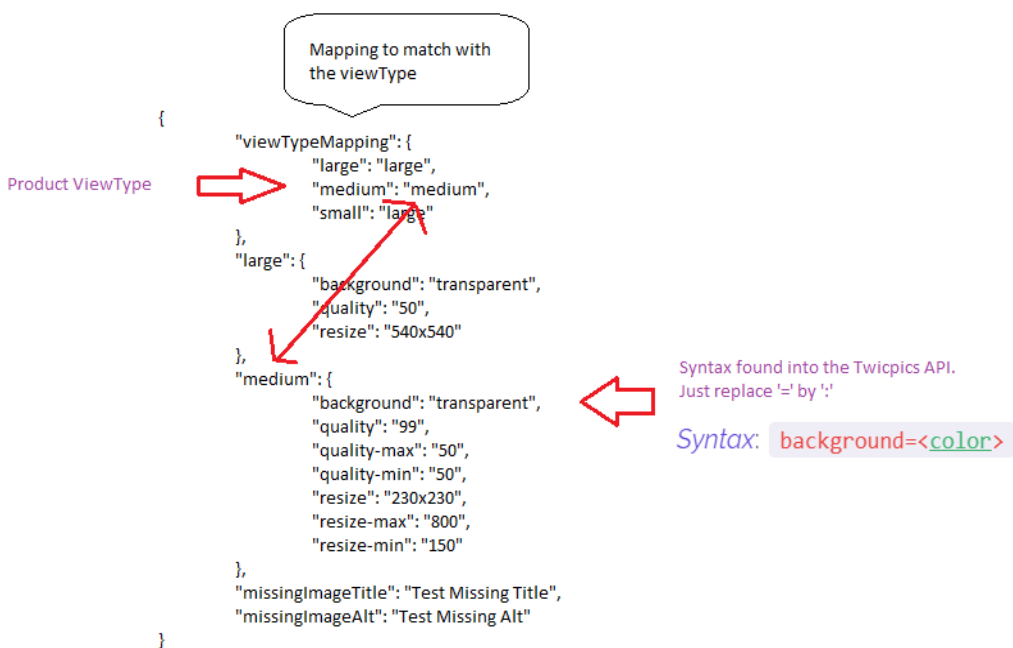 Mapping to match with
the viewType
{
"viewTypeMapping": {
"large": "large",
Product ViewType
"medium": "medium",
"small": "large"
},
"large": {
"background": "transparent",
"quality": "50",
"resize": "540x540"
},
"medium": {
"background": "transparent",
"quality": "99",
"quality-max": "50",
"quality-min": "50",
"resize": "230x230",
"resize-max": "800",
"resize-min": "150"
},
"missingImageTitle": "Test Missing Title",
"missingImageAlt": "Test Missing Alt"
}
Syntax found into the Twicpics API.
Just replace '=' by ':'
Syntax: background=<color>